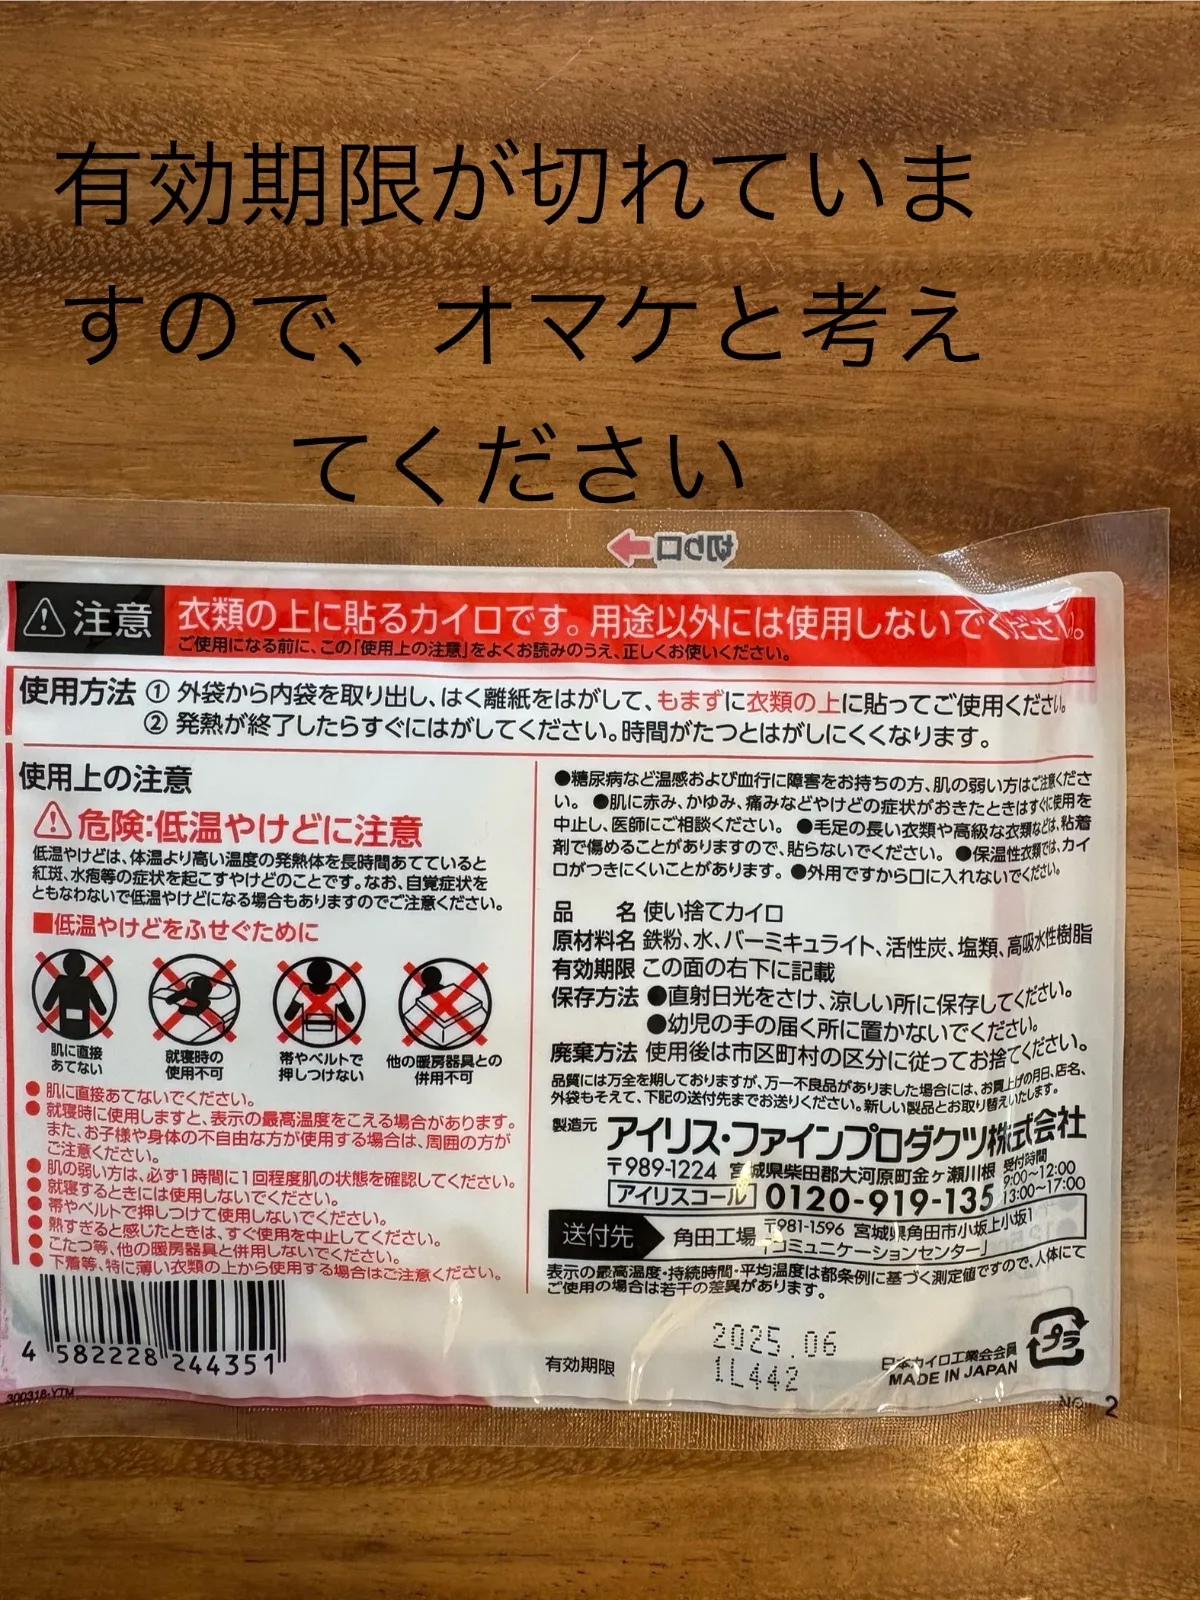 有効期限が切れていま
すので、オマケと考え
てください
切り口
注意 衣類の上に貼るカイロです。用途以外には使用しないでください。
ご使用になる前に、この「使用上の注意」をよくお読みのうえ、正しくお使いください。
使用方法 ① 外袋から内袋を取り出し、はく離紙をはがして、もまずに衣類の上に貼ってご使用ください。
② 発熱が終了したらすぐにはがしてください。時間がたつとはがしにくくなります。
使用上の注意
危険:低温やけどに注意
低温やけどは、体温より高い温度の発熱体を長時間あてていると
紅斑、水疱等の症状を起こすやけどのことです。なお、自覚症状を
ともなわないで低温やけどになる場合もありますのでご注意ください。
■低温やけどをふせぐために
肌に直接
あてない
就寝時の
使用不可
帯やベルトで
押しつけない
他の暖房器具との
併用不可
●肌に直接あてないでください。
●就寝時に使用しますと、表示の最高温度をこえる場合があります。
また、お子様や身体の不自由な方が使用する場合は、周囲の方が
ご注意ください。
●肌の弱い方は、必ず1時間に1回程度肌の状態を確認してください。
●就寝するときには使用しないでください。
●帯やベルトで押しつけて使用しないでください。
●熱すぎると感じたときは、すぐ使用を中止してください。
●こたつ等、他の暖房器具と併用しないでください。
●下着等、特に薄い衣類の上から使用する場合はご注意ください。
4 582228 244351
300318-YTM
●糖尿病など温感および血行に障害をお持ちの方、肌の弱い方はご注意くださ
い。 ●肌に赤み、かゆみ、痛みなどやけどの症状がおきたときはすぐに使用を
中止し、医師にご相談ください。 ●毛足の長い衣類や高級な衣類などは、粘着
剤で傷めることがありますので、貼らないでください。 ●保温性衣類では、カイ
ロがつきにくいことがあります。 ●外用ですから口に入れないでください。
品 名 使い捨てカイロ
原材料名 鉄粉、水、バーミキュライト、活性炭、塩類、高吸水性樹脂
有効期限 この面の右下に記載
保存方法 ●直射日光をさけ、涼しい所に保存してください。
●幼児の手の届く所に置かないでください。
廃棄方法 使用後は市区町村の区分に従ってお捨てください。
品質には万全を期しておりますが、万一不良品がありました場合には、お買上げの月日、店名、
外袋もそえて、下記の送付先までお送りください。新しい製品とお取り替えいたします。
製造元 アイリス・ファインプロダクツ株式会社
〒989-1224 宮城県柴田郡大河原町金ヶ瀬川根
アイリスコール 0120-919-135 受付時間
9:00〜12:00
13:00〜17:00
送付先 角田工場 〒981-1596 宮城県角田市小坂上小坂1
「コミュニケーションセンター」
表示の最高温度・持続時間・平均温度は都条例に基づく測定値ですので、人体にて
ご使用の場合は若干の差異があります。
有効期限 2025.06
1L442
日本カイロ工業会会員
MADE IN JAPAN
プラ
NO. 2